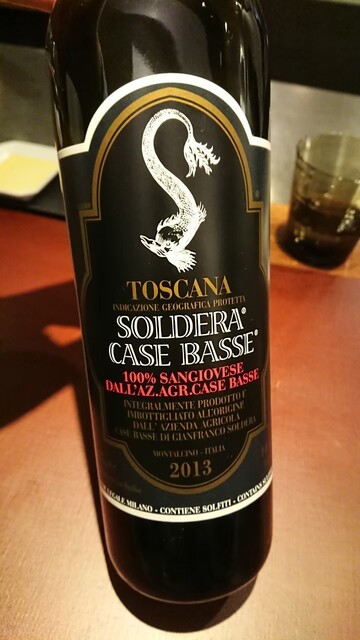 TOSCANA
INDICAZIONE GEOGRAFICA PROTETTA
SOLDERA®
CASE BASSE®
100% SANGIOVESE
DALL'AZ.AGR.CASE BASSE
INTEGRALMENTE PRODOTTO E
IMBOTTIGLIATO ALL'ORIGINE
DALL' AZIENDA AGRICOLA
CASE BASSE DI GIANFRANCO SOLDERA
MONTALCINO - ITALIA
2013
MILANO - CONTIENE SOLFITI -